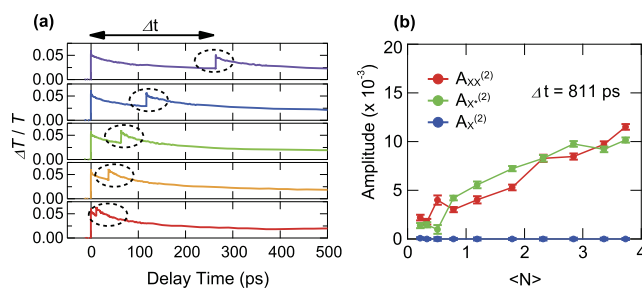 (a)
Δt
0.05
0.00
0.05
0.00
0.05
0.00
0.05
0.00
0.05
0.00
ΔT / T
0 100 200 300 400 500
Delay Time (ps)
(b)
20
15
10
5
0
Amplitude (x 10⁻³)
A_XX⁽²⁾
A_X*⁽²⁾
A_X⁽²⁾
Δt = 811 ps
0 1 2 3 4
<N>